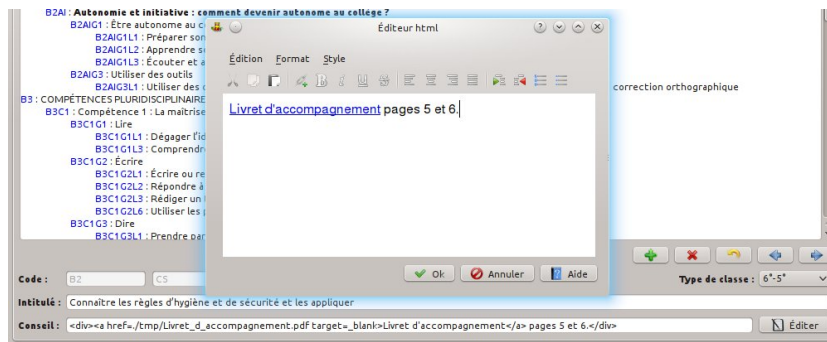 B2AI : Autonomie et initiative : comment devenir autonome au collège ?
B2AIG1 : Être autonome au c
B2AIG1L1 : Préparer son
B2AIG1L2 : Apprendre s
B2AIG1L3 : Écouter et a
B2AIG3 : Utiliser des outils
B2AIG3L1 : Utiliser des
correction orthographique
B3 : COMPÉTENCES PLURIDISCIPLINAIRE
B3C1 : Compétence 1 : La maîtrise
B3C1G1 : Lire
B3C1G1L1 : Dégager l'id
B3C1G1L3 : Comprendr
B3C1G2 : Écrire
B3C1G2L1 : Écrire ou re
B3C1G2L2 : Répondre à
B3C1G2L3 : Rédiger un
B3C1G2L6 : Utiliser les
B3C1G3 : Dire
B3C1G3L1 : Prendre par
Éditeur html
Édition Format Style
Livret d'accompagnement pages 5 et 6.
Ok Annuler Aide
Code : B2 CS
Type de classe : 6°-5°
Intitulé : Connaître les règles d'hygiène et de sécurité et les appliquer
Conseil : <div><a href=./tmp/Livret_d_accompagnement.pdf target=_blank>Livret d'accompagnement</a> pages 5 et 6.</div>
Éditer